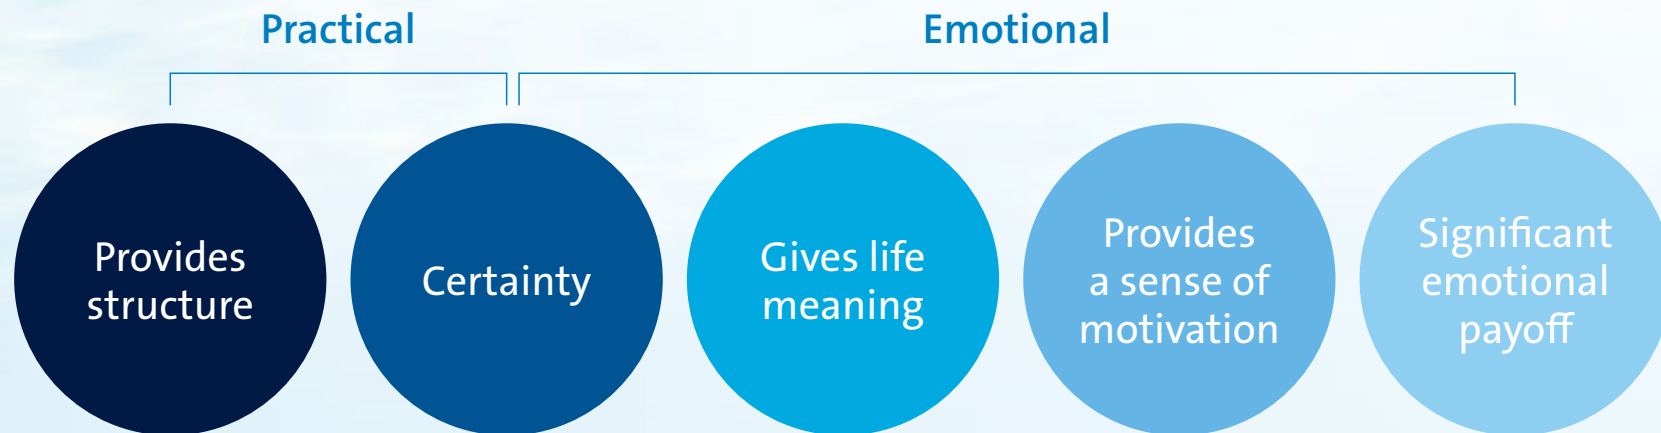 Practical
Emotional
Provides
structure
Certainty
Gives life
meaning
Provides
a sense of
motivation
Significant
emotional
payoff